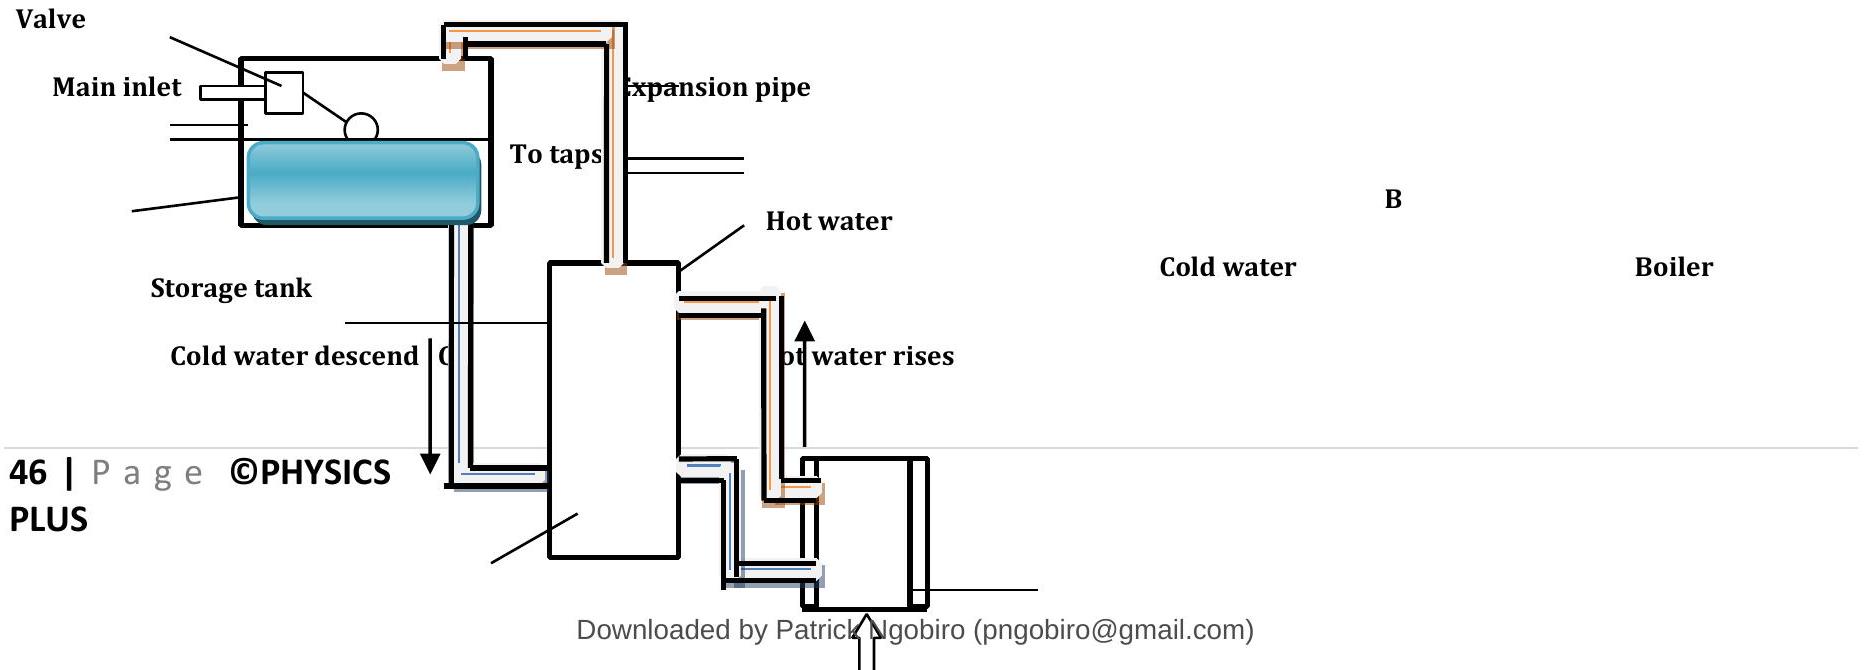 Valve
Main inlet
Expansion pipe
To taps
B
Hot water
Cold water
Boiler
Storage tank
Cold water descend
ot water rises
46 | Page ©PHYSICS
PLUS
Downloaded by Patrick Ngobiro (pngobiro@gmail.com)